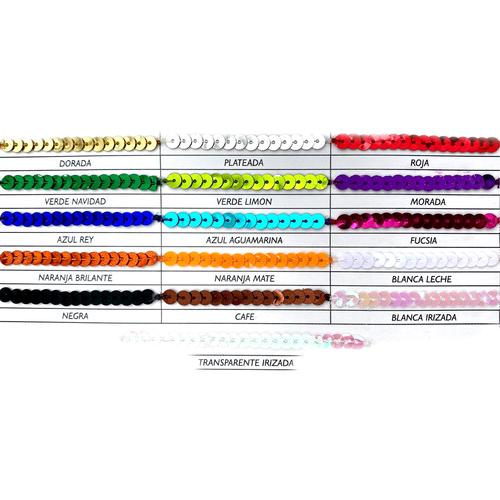 DORADA PLATEADA ROJA
VERDE NAVIDAD VERDE LIMON MORADA
AZUL REY AZUL AGUAMARINA FUCSIA
NARANJA BRILANTE NARANJA MATE BLANCA LECHE
NEGRA CAFE BLANCA IRIZADA
TRANSPARENTE IRIZADA